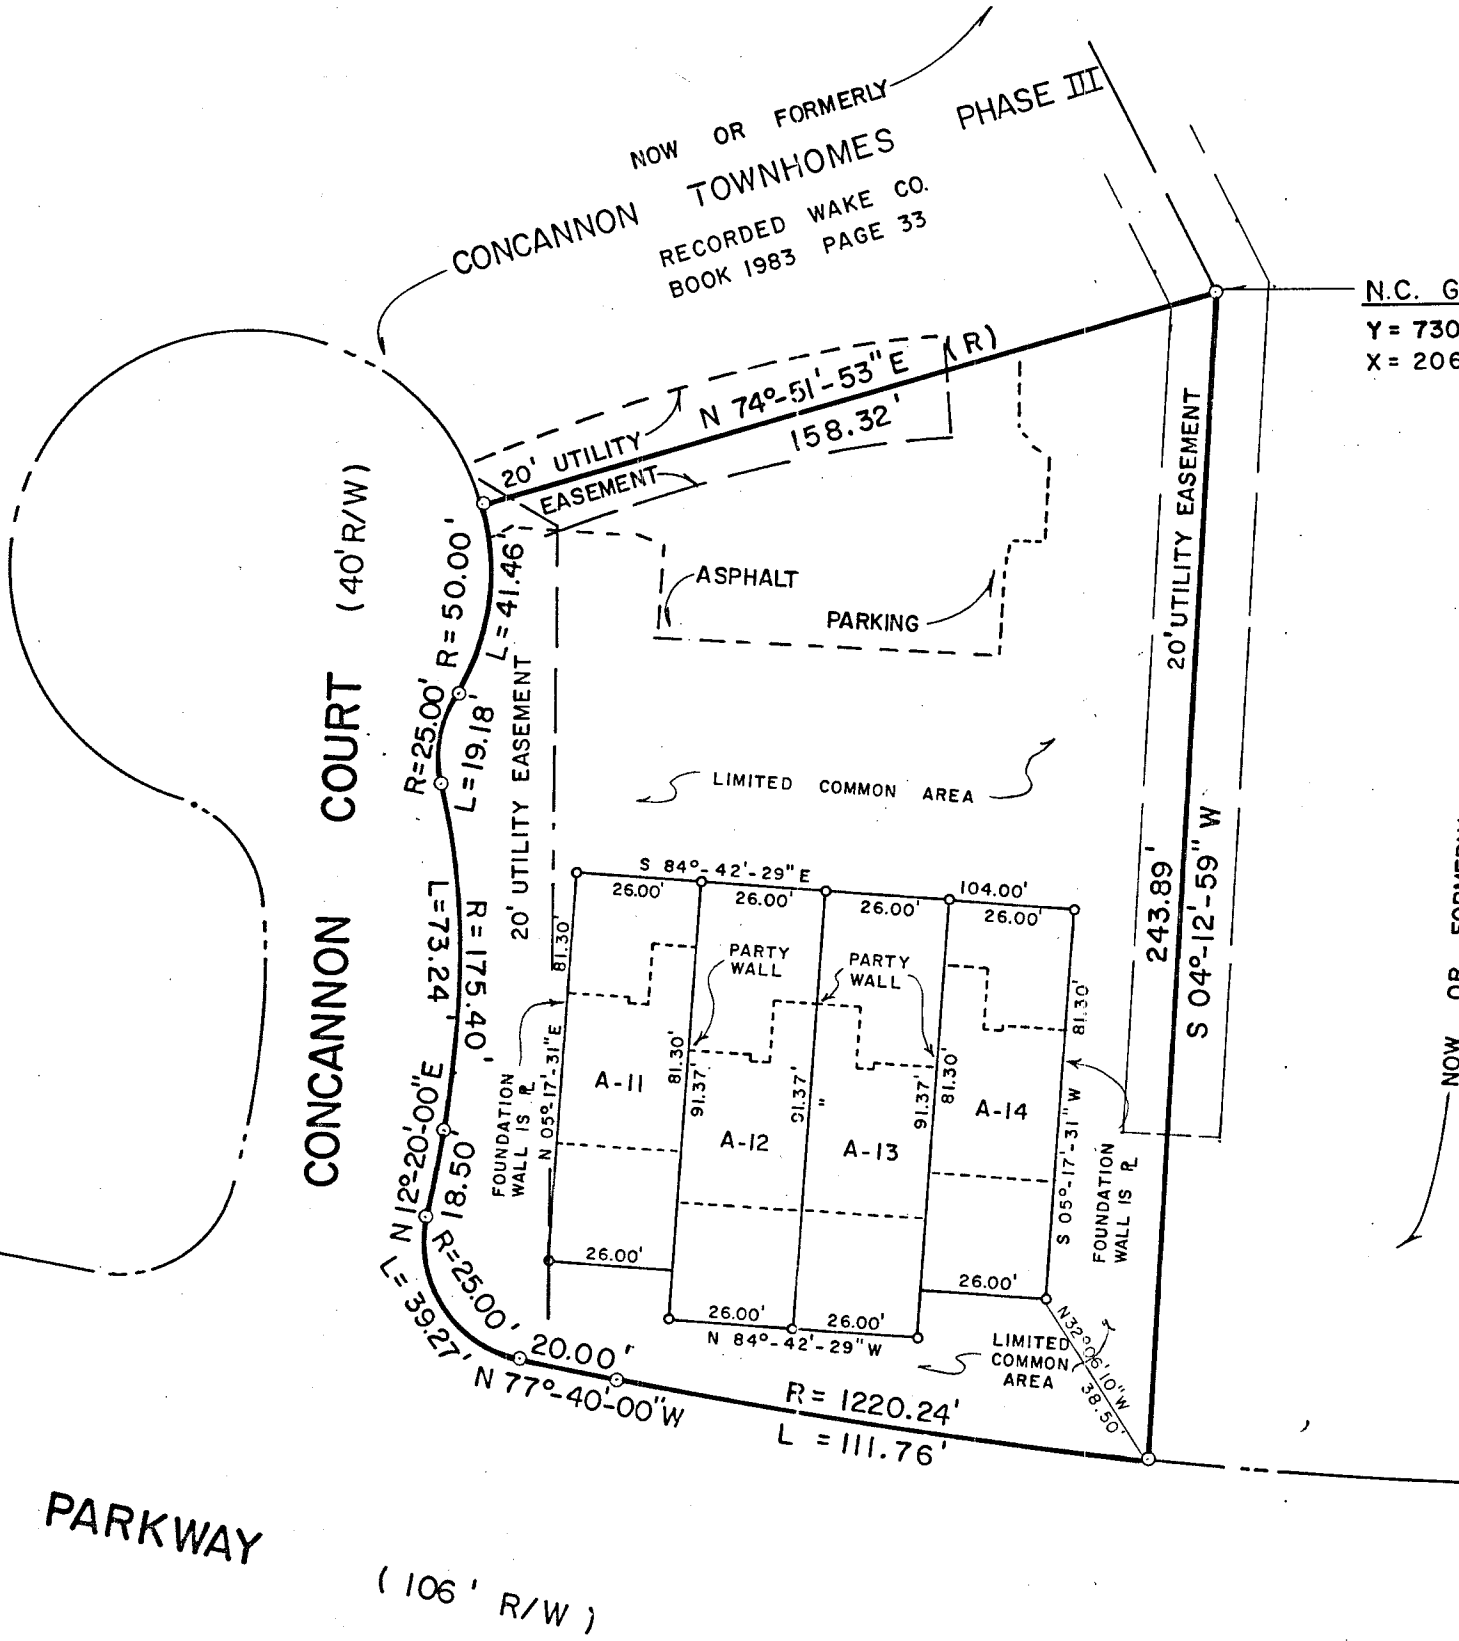 NOW OR FORMERLY
CONCANNON TOWNHOMES PHASE III
RECORDED WAKE CO.
BOOK 1983 PAGE 33
N.C. G
Y = 730
X = 206
N 74°-51'-53" E (R)
158.32'
20' UTILITY
EASEMENT
CONCANNON COURT (40' R/W)
R = 50.00'
L = 41.46'
R = 25.00'
L = 19.18'
20' UTILITY EASEMENT
ASPHALT
PARKING
20' UTILITY EASEMENT
LIMITED COMMON AREA
243.89'
S 04°-12'-59" W
S 84°-42'-29" E
104.00'
26.00'
26.00'
26.00'
26.00'
L = 73.24'
R = 175.40'
81.30'
PARTY
WALL
PARTY
WALL
81.30'
81.30'
91.37'
91.37'
91.37'
81.30'
A-11
A-12
A-13
A-14
N 05°-17'-31" E
S 05°-17'-31" W
FOUNDATION
WALL IS PL
FOUNDATION
WALL IS PL
NOW OR FORMERLY
N 12°-20'-00" E
18.50'
R = 25.00'
L = 39.27'
26.00'
26.00'
26.00'
26.00'
N 84°-42'-29" W
LIMITED
COMMON
AREA
N 32°06'10" W
38.50'
20.00'
N 77°-40'-00" W
R = 1220.24'
L = 111.76'
PARKWAY
(106' R/W)